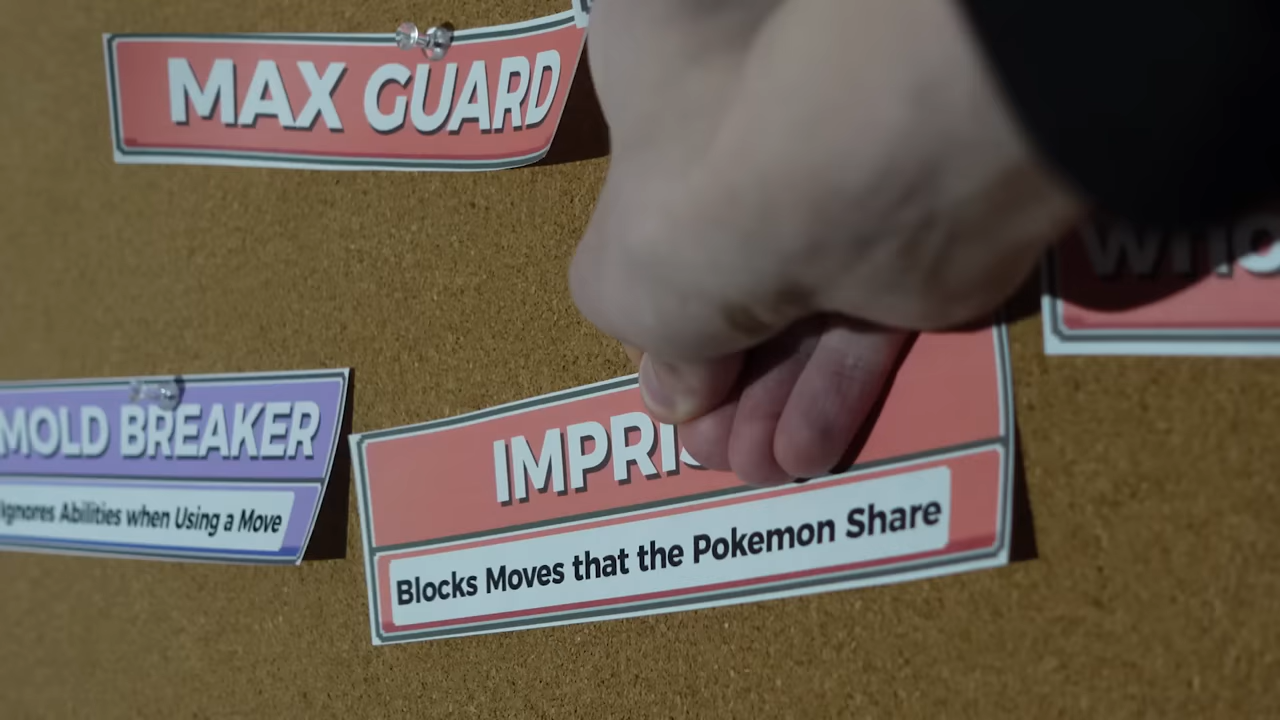 MAX GUARD
MOLD BREAKER
Ignores Abilities when Using a Move
IMPRIS
Blocks Moves that the Pokemon Share